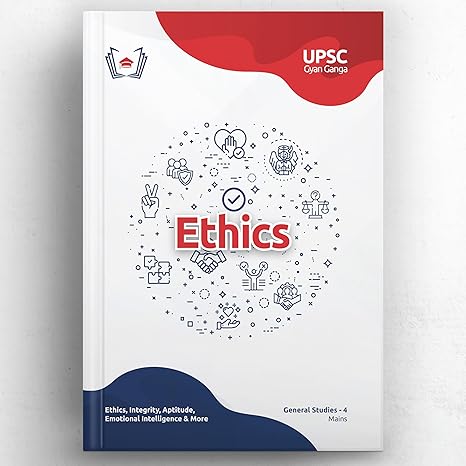 UPSC
Gyan Ganga
Ethics
Ethics, Integrity, Aptitude,
Emotional Intelligence & More
General Studies - 4
Mains